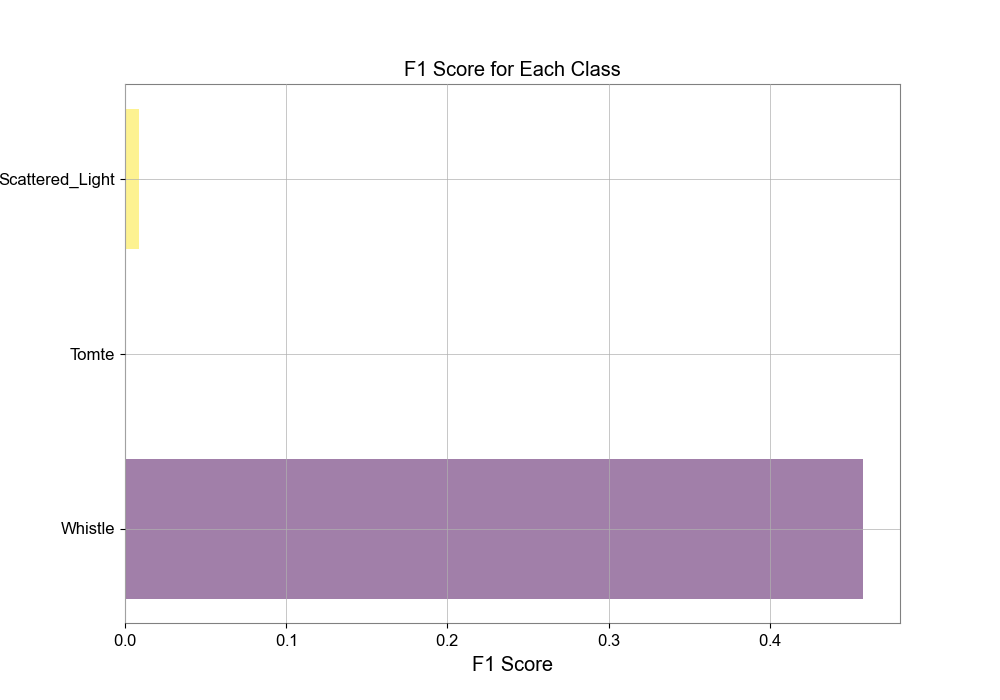 F1 Score for Each Class
Scattered_Light
Tomte
Whistle
0.0 0.1 0.2 0.3 0.4
F1 Score